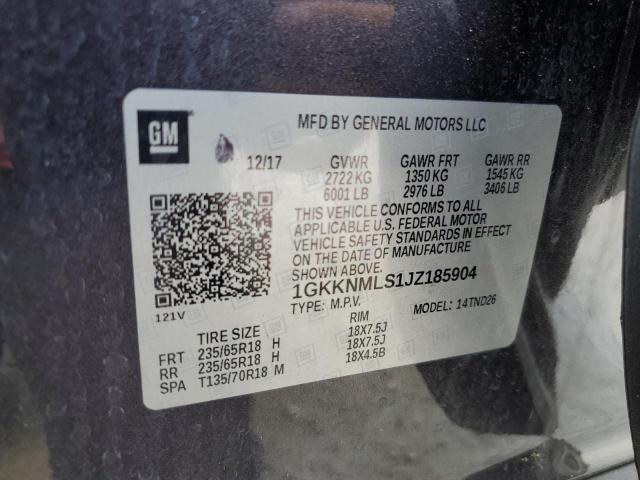 GM
MFD BY GENERAL MOTORS LLC
12/17 GVWR GAWR FRT GAWR RR
2722 KG 1350 KG 1545 KG
6001 LB 2976 LB 3406 LB
THIS VEHICLE CONFORMS TO ALL
APPLICABLE U.S. FEDERAL MOTOR
VEHICLE SAFETY STANDARDS IN EFFECT
ON THE DATE OF MANUFACTURE
SHOWN ABOVE.
1GKKNMLS1JZ185904
TYPE: M.P.V. MODEL: 14TND26
121V
TIRE SIZE RIM
FRT 235/65R18 H 18X7.5J
RR 235/65R18 H 18X7.5J
SPA T135/70R18 M 18X4.5B